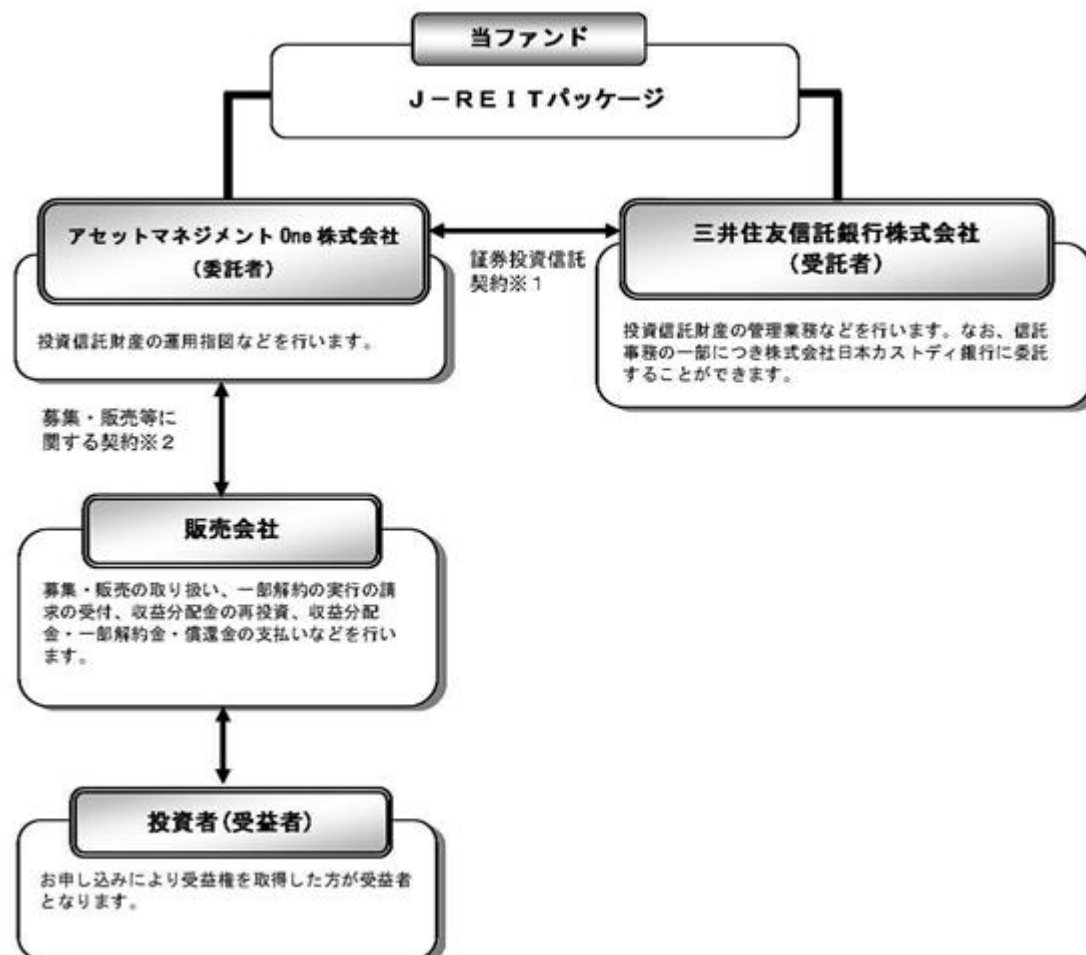 当ファンド
J－REITパッケージ
アセットマネジメント One 株式会社
（委託者）
投資信託財産の運用指図などを行います。
証券投資信託
契約※1
三井住友信託銀行株式会社
（受託者）
投資信託財産の管理業務などを行います。なお、信託
事務の一部につき株式会社日本カストディ銀行に委託
することができます。
募集・販売等に
関する契約※2
販売会社
募集・販売の取り扱い、一部解約の実行の請
求の受付、収益分配金の再投資、収益分配
金・一部解約金・償還金の支払いなどを行い
ます。
投資者(受益者)
お申し込みにより受益権を取得した方が受益者
となります。